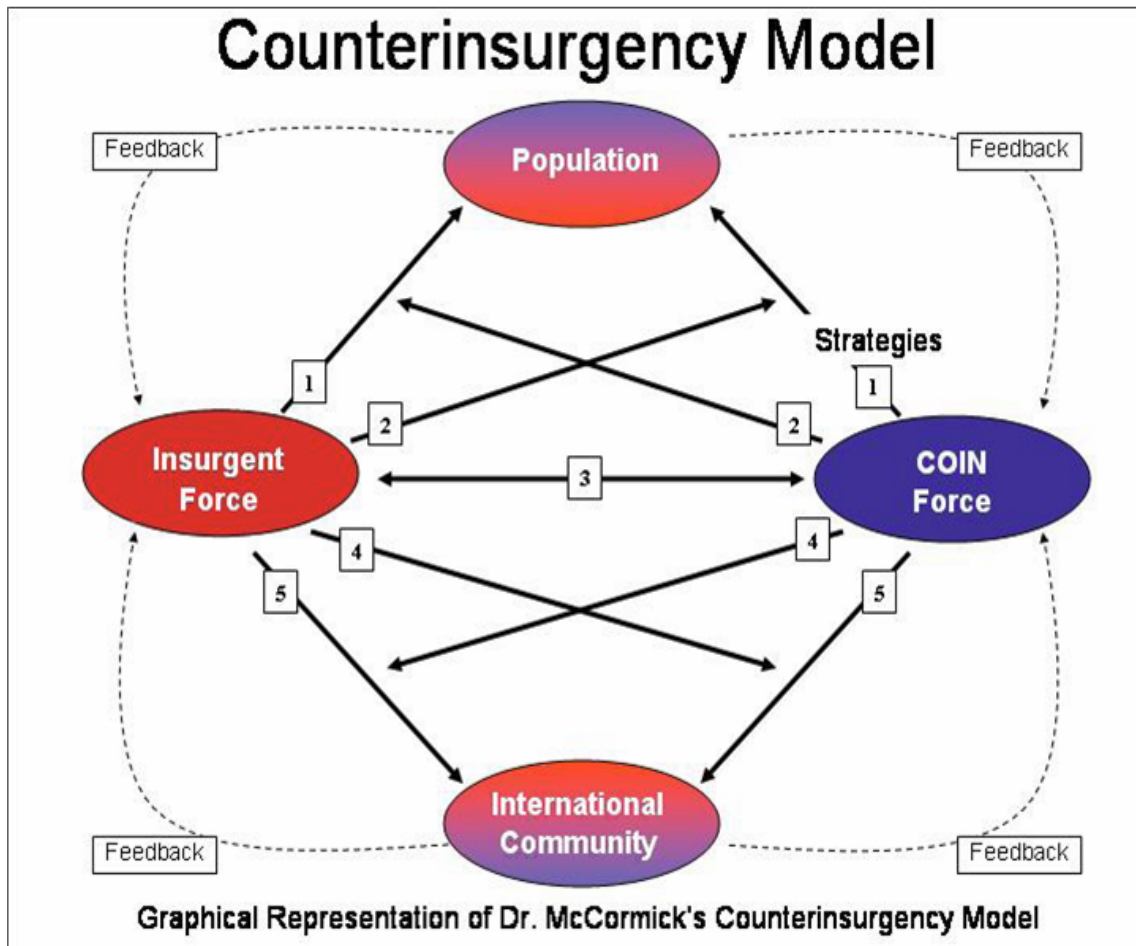 Counterinsurgency Model
Feedback
Population
Feedback
Strategies
1
1
2
2
Insurgent
Force
3
COIN
Force
4
4
5
5
International
Community
Feedback
Feedback
Graphical Representation of Dr. McCormick's Counterinsurgency Model